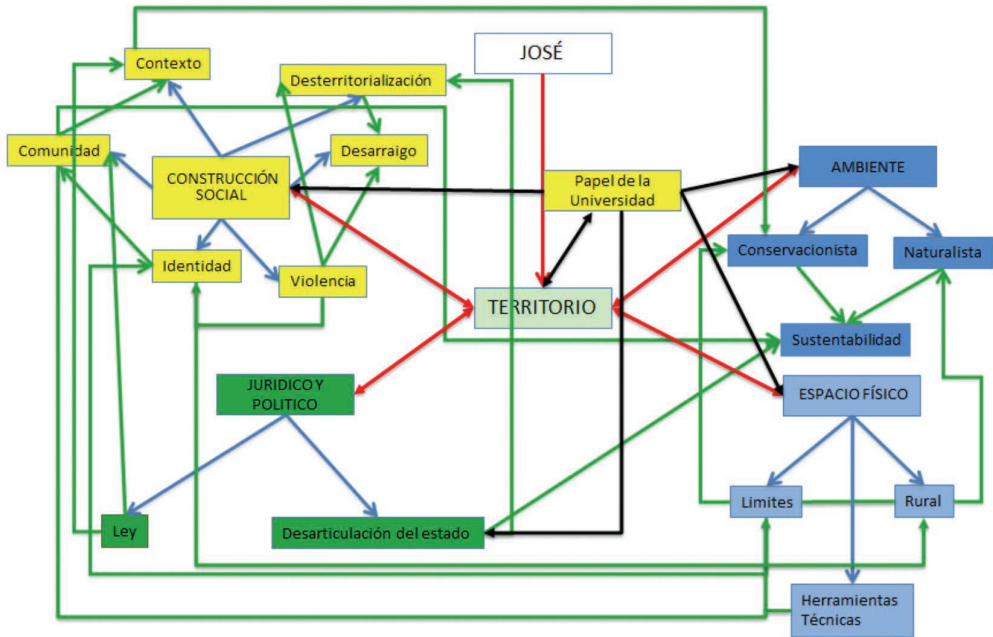 JOSÉ
Contexto
Desterritorialización
Comunidad
Desarraigo
CONSTRUCCIÓN
SOCIAL
Papel de la
Universidad
AMBIENTE
Identidad
Violencia
Conservacionista
Naturalista
TERRITORIO
Sustentabilidad
JURIDICO Y
POLITICO
ESPACIO FÍSICO
Limites
Rural
Ley
Desarticulación del estado
Herramientas
Técnicas